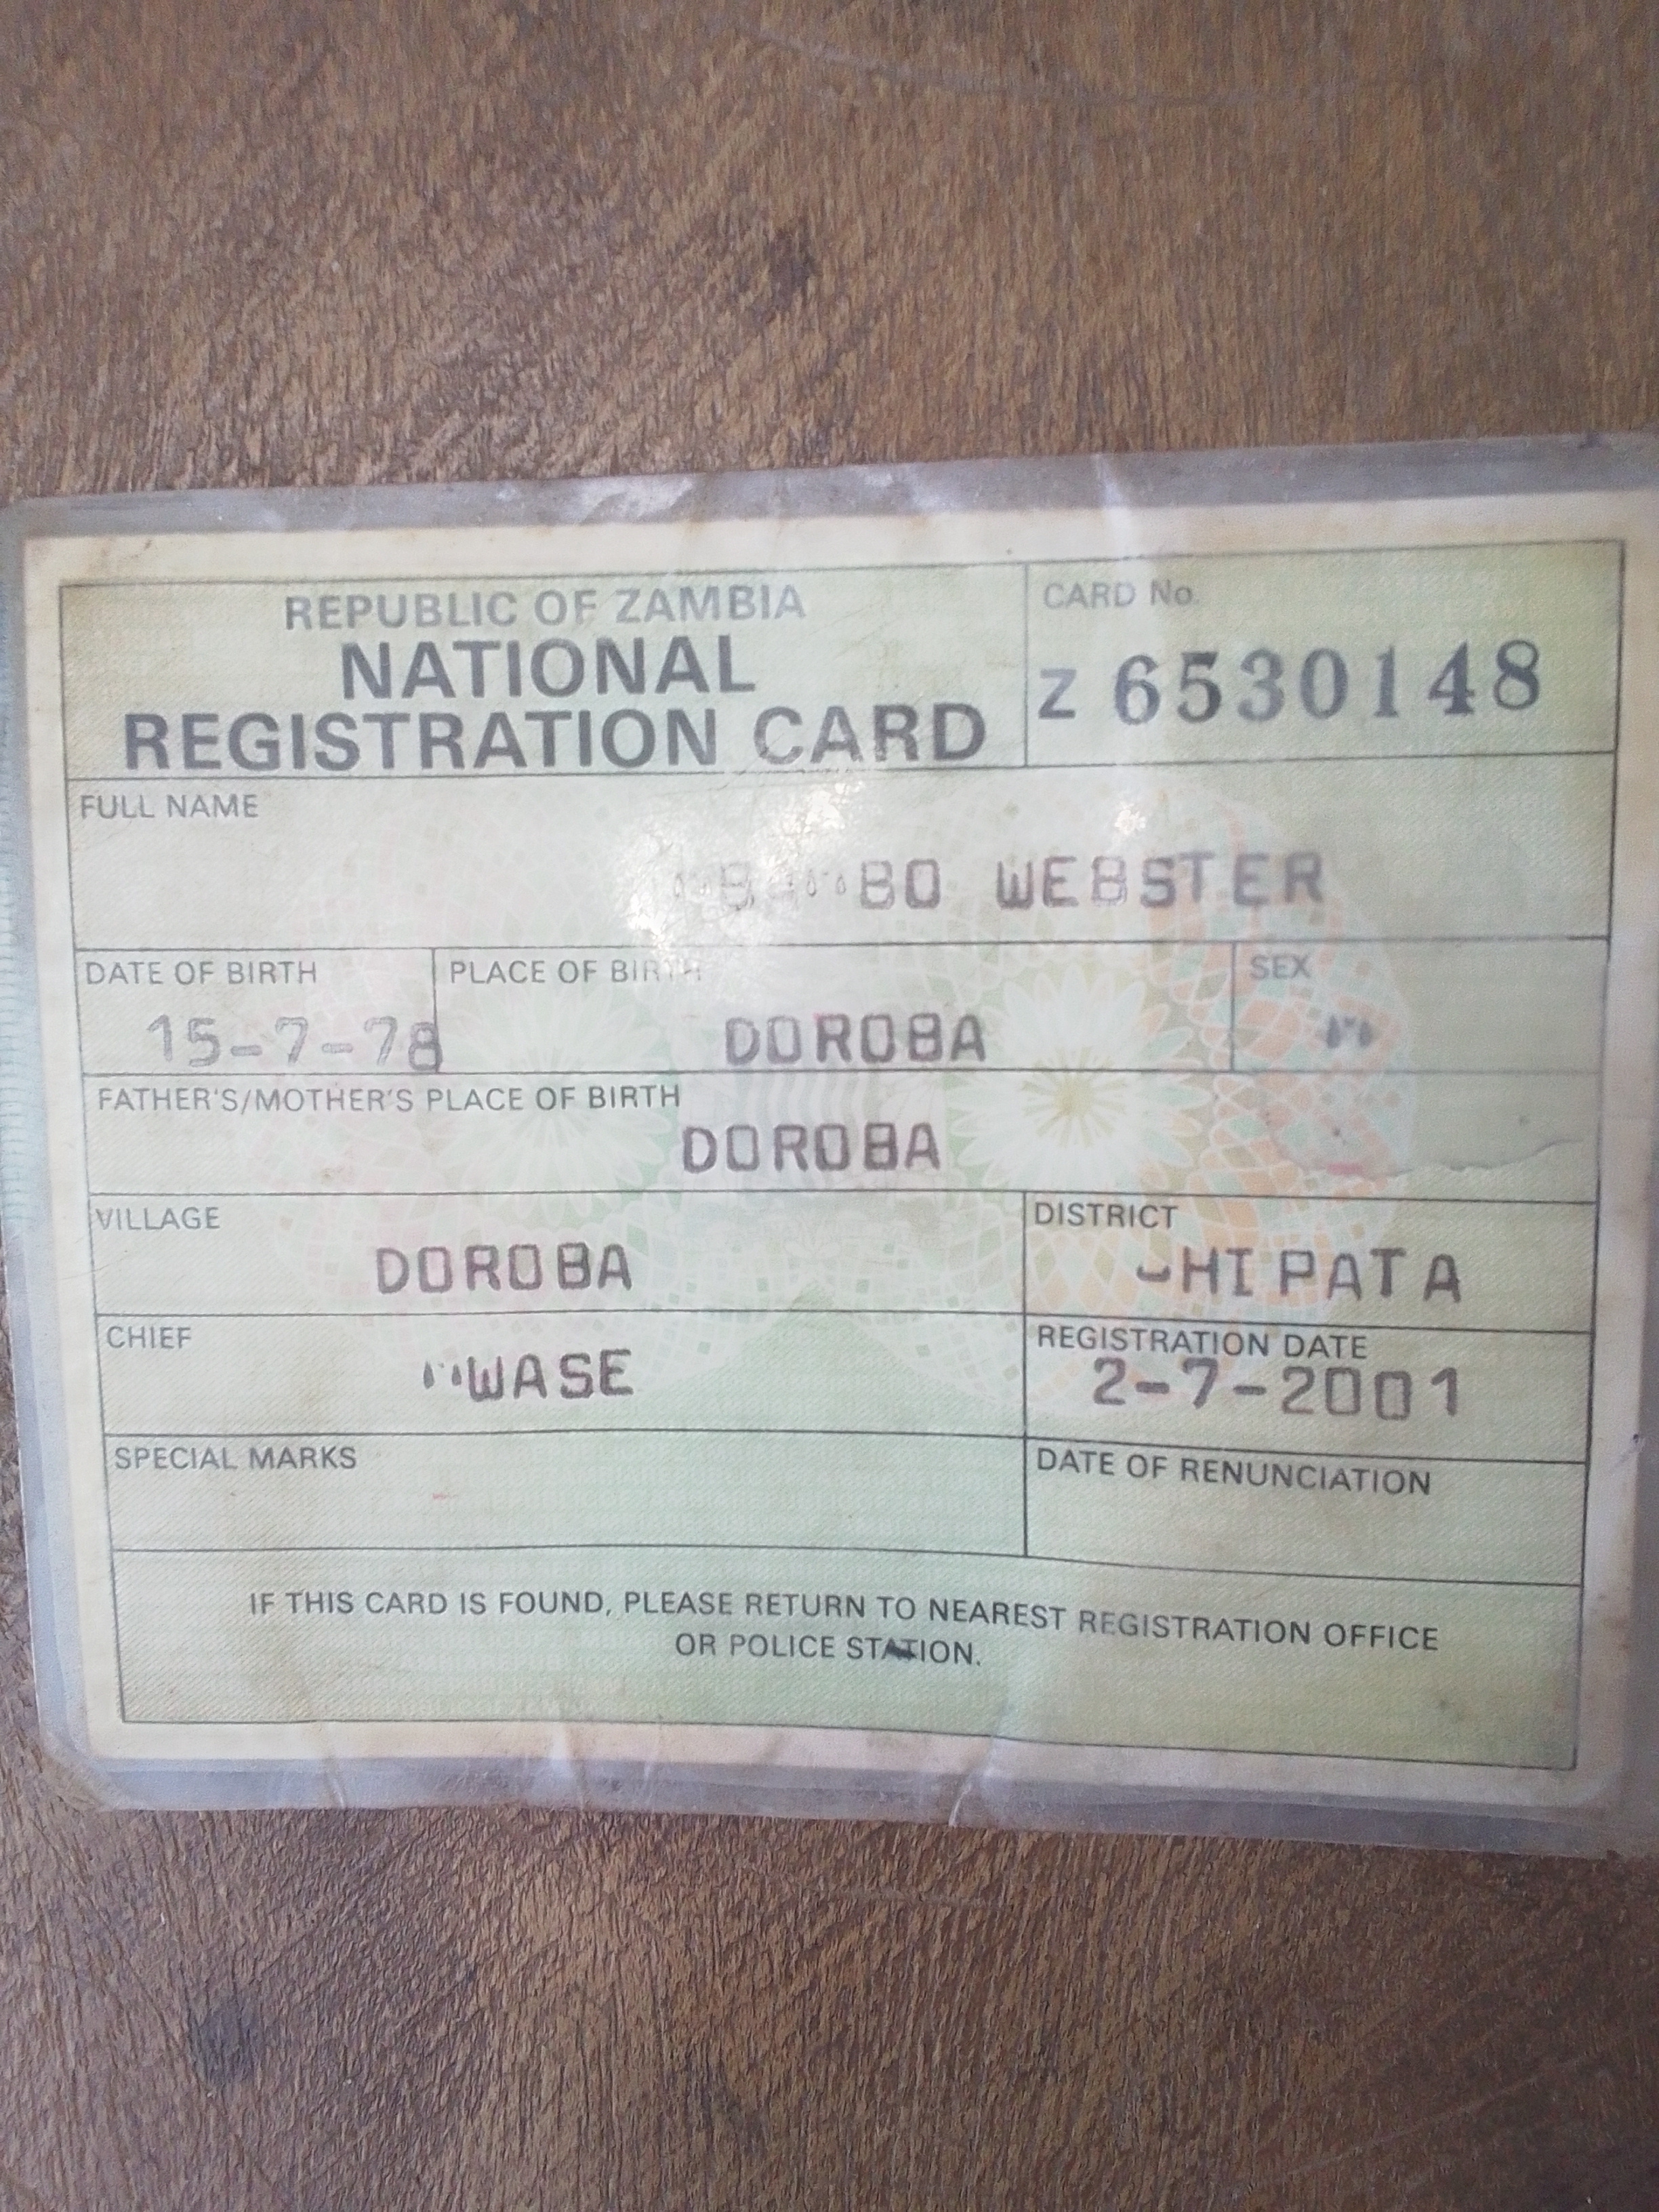 REPUBLIC OF ZAMBIA
NATIONAL
REGISTRATION CARD
CARD No.
Z 6530148
FULL NAME
WEBSTER
DATE OF BIRTH
15-7-78
PLACE OF BIRTH
DOROBA
SEX
M
FATHER'S/MOTHER'S PLACE OF BIRTH
DOROBA
VILLAGE
DOROBA
DISTRICT
CHIPATA
CHIEF
MWASE
REGISTRATION DATE
2-7-2001
SPECIAL MARKS
DATE OF RENUNCIATION
IF THIS CARD IS FOUND, PLEASE RETURN TO NEAREST REGISTRATION OFFICE
OR POLICE STATION.